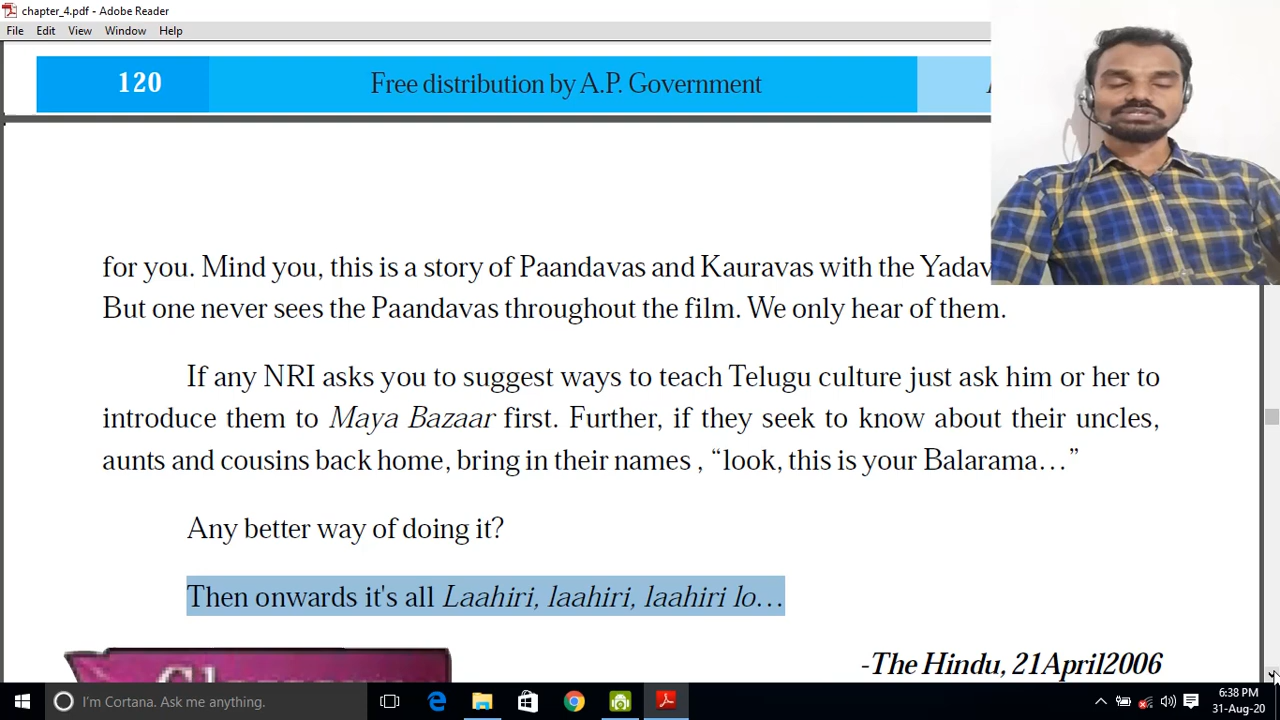 chapter_4.pdf - Adobe Reader
File Edit View Window Help
120 Free distribution by A.P. Government
for you. Mind you, this is a story of Paandavas and Kauravas with the Yadav
But one never sees the Paandavas throughout the film. We only hear of them.
If any NRI asks you to suggest ways to teach Telugu culture just ask him or her to
introduce them to Maya Bazaar first. Further, if they seek to know about their uncles,
aunts and cousins back home, bring in their names , “look, this is your Balarama…”
Any better way of doing it?
Then onwards it's all Laahiri, laahiri, laahiri lo…
-The Hindu, 21April2006
I'm Cortana. Ask me anything.
6:38 PM
31-Aug-20